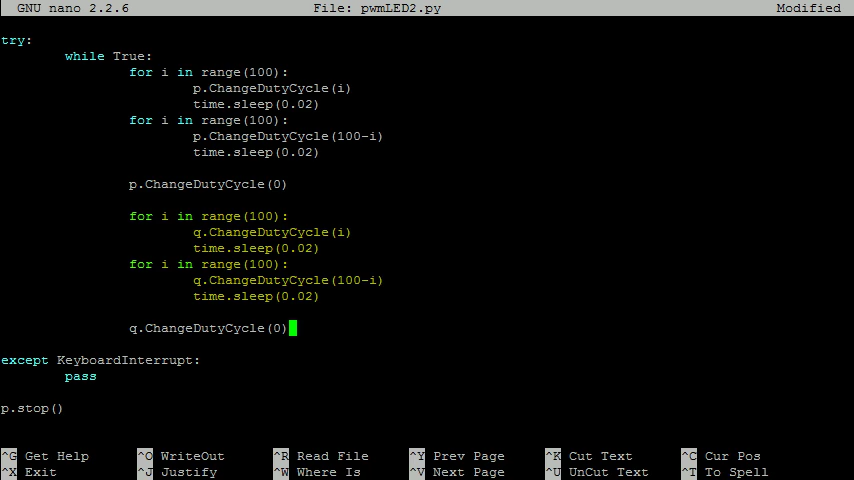 GNU nano 2.2.6 File: pwmLED2.py Modified
try:
while True:
for i in range(100):
p.ChangeDutyCycle(i)
time.sleep(0.02)
for i in range(100):
p.ChangeDutyCycle(100-i)
time.sleep(0.02)
p.ChangeDutyCycle(0)
for i in range(100):
q.ChangeDutyCycle(i)
time.sleep(0.02)
for i in range(100):
q.ChangeDutyCycle(100-i)
time.sleep(0.02)
q.ChangeDutyCycle(0)
except KeyboardInterrupt:
pass
p.stop()
^G Get Help ^O WriteOut ^R Read File ^Y Prev Page ^K Cut Text ^C Cur Pos
^X Exit ^J Justify ^W Where Is ^V Next Page ^U UnCut Text ^T To Spell